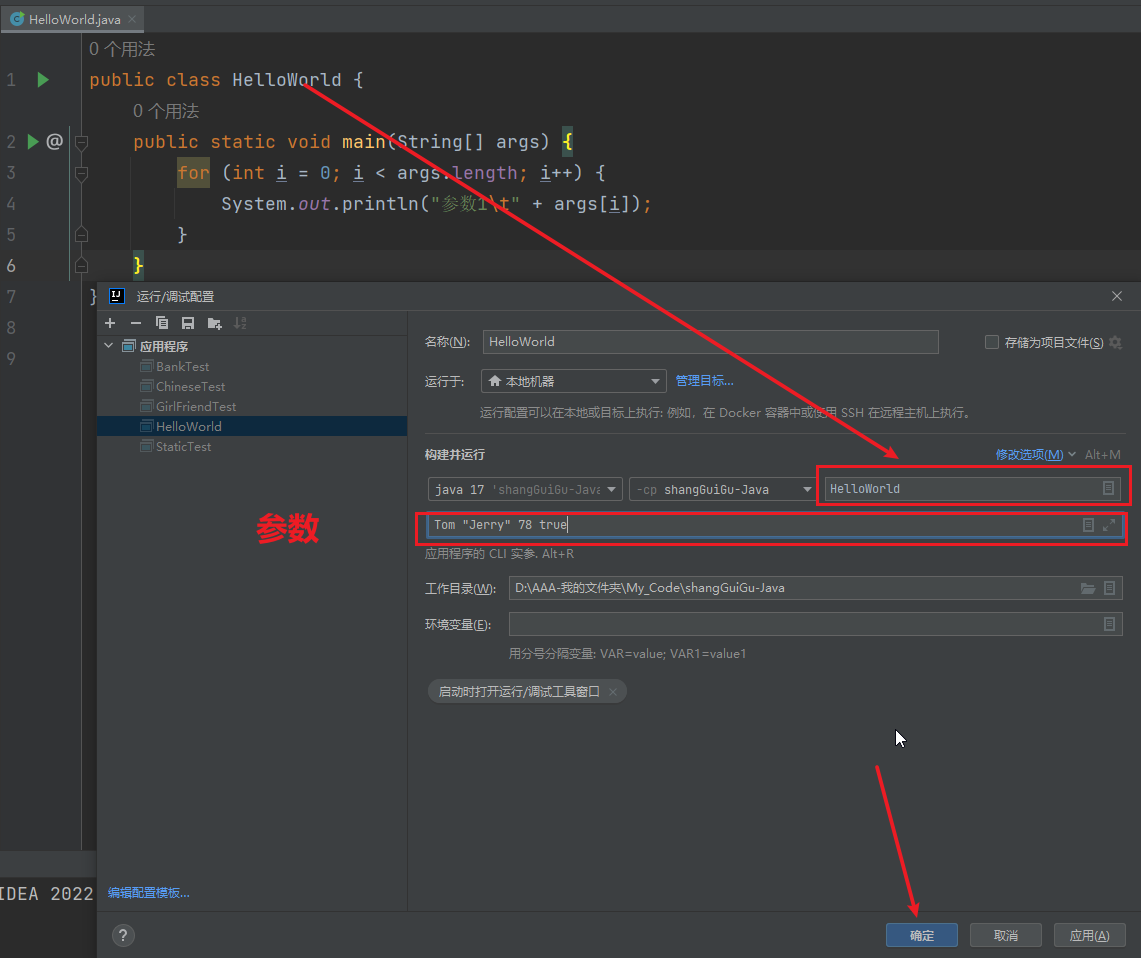 HelloWorld.java
0 个用法
1 public class HelloWorld {
0 个用法
2 @ public static void main(String[] args) {
3 for (int i = 0; i < args.length; i++) {
4 System.out.println("参数1\t" + args[i]);
5 }
6 }
7 }
8
9
运行/调试配置
应用程序
BankTest
ChineseTest
GirlFriendTest
HelloWorld
StaticTest
参数
编辑配置模板...
名称(N): HelloWorld
存储为项目文件(S)
运行于: 本地机器 管理目标...
运行配置可以在本地或目标上执行: 例如，在 Docker 容器中或使用 SSH 在远程主机上执行。
构建并运行 修改选项(M) Alt+M
java 17 'shangGuiGu-Java -cp shangGuiGu-Java HelloWorld
Tom "Jerry" 78 true
应用程序的 CLI 实参. Alt+R
工作目录(W): D:\AAA-我的文件夹\My_Code\shangGuiGu-Java
环境变量(E):
用分号分隔变量: VAR=value; VAR1=value1
启动时打开运行/调试工具窗口
IDEA 2022
?
确定 取消 应用(A)